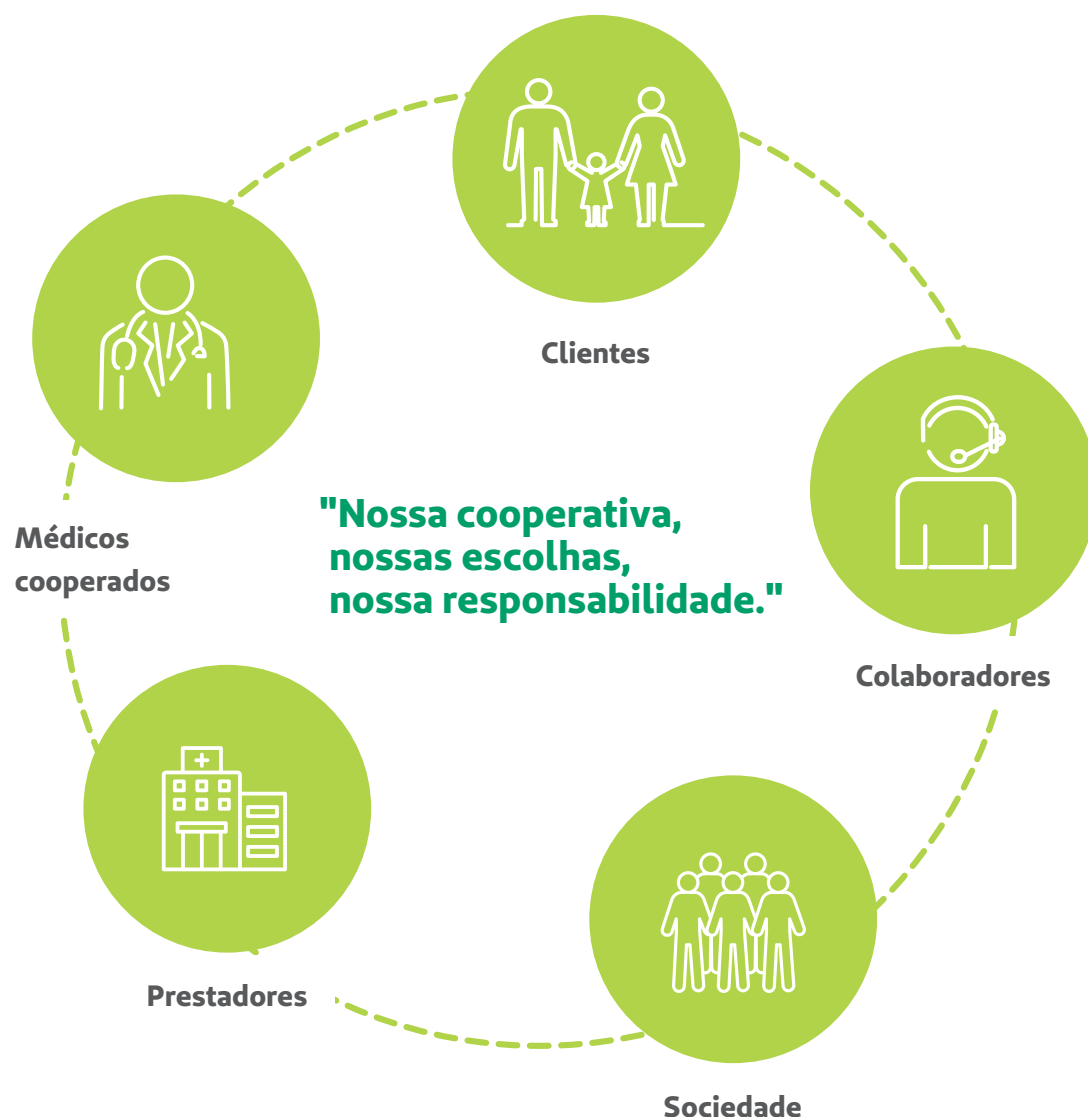 Clientes
"Nossa cooperativa,
nossas escolhas,
nossa responsabilidade."
Médicos
cooperados
Colaboradores
Prestadores
Sociedade